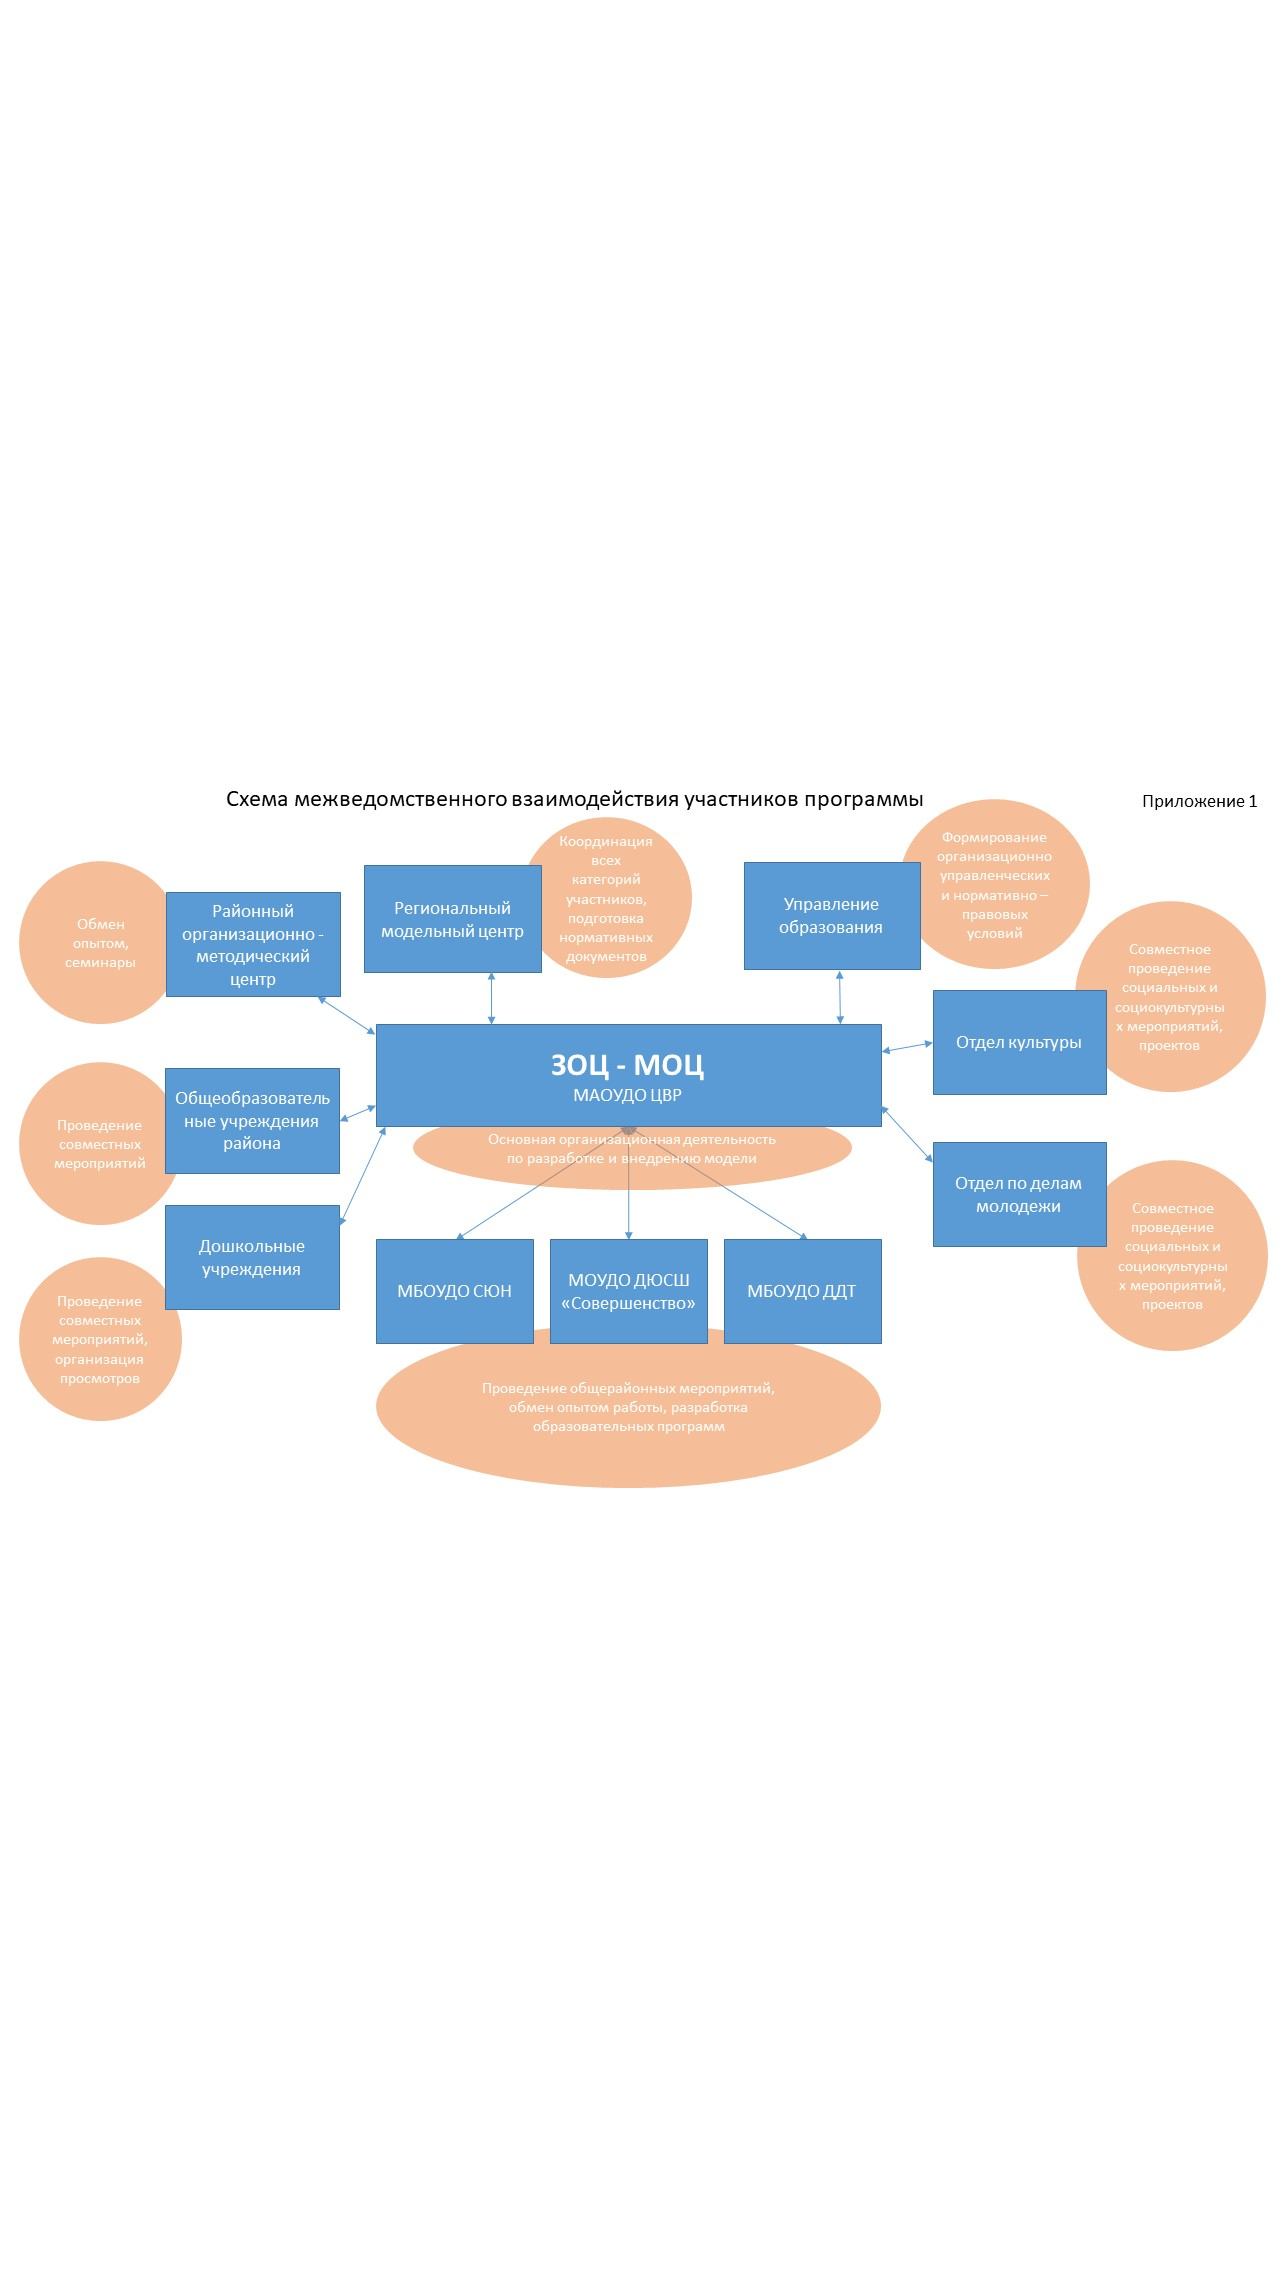 Схема межведомственного взаимодействия участников программы
Приложение 1
Обмен
опытом,
семинары
Районный
организационно -
методический
центр
Региональный
модельный центр
Координация
всех
категорий
участников,
подготовка
нормативных
документов
Управление
образования
Формирование
организационно
управленческих
и нормативно –
правовых
условий
Отдел культуры
Совместное
проведение
социальных и
социокультурны
х мероприятий,
проектов
ЗОЦ - МОЦ
МАОУДО ЦВР
Основная организационная деятельность
по разработке и внедрению модели
Проведение
совместных
мероприятий
Общеобразователь
ные учреждения
района
Отдел по делам
молодежи
Совместное
проведение
социальных и
социокультурны
х мероприятий,
проектов
Дошкольные
учреждения
Проведение
совместных
мероприятий,
организация
просмотров
МБОУДО СЮН
МОУДО ДЮСШ
«Совершенство»
МБОУДО ДДТ
Проведение общерайонных мероприятий,
обмен опытом работы, разработка
образовательных программ